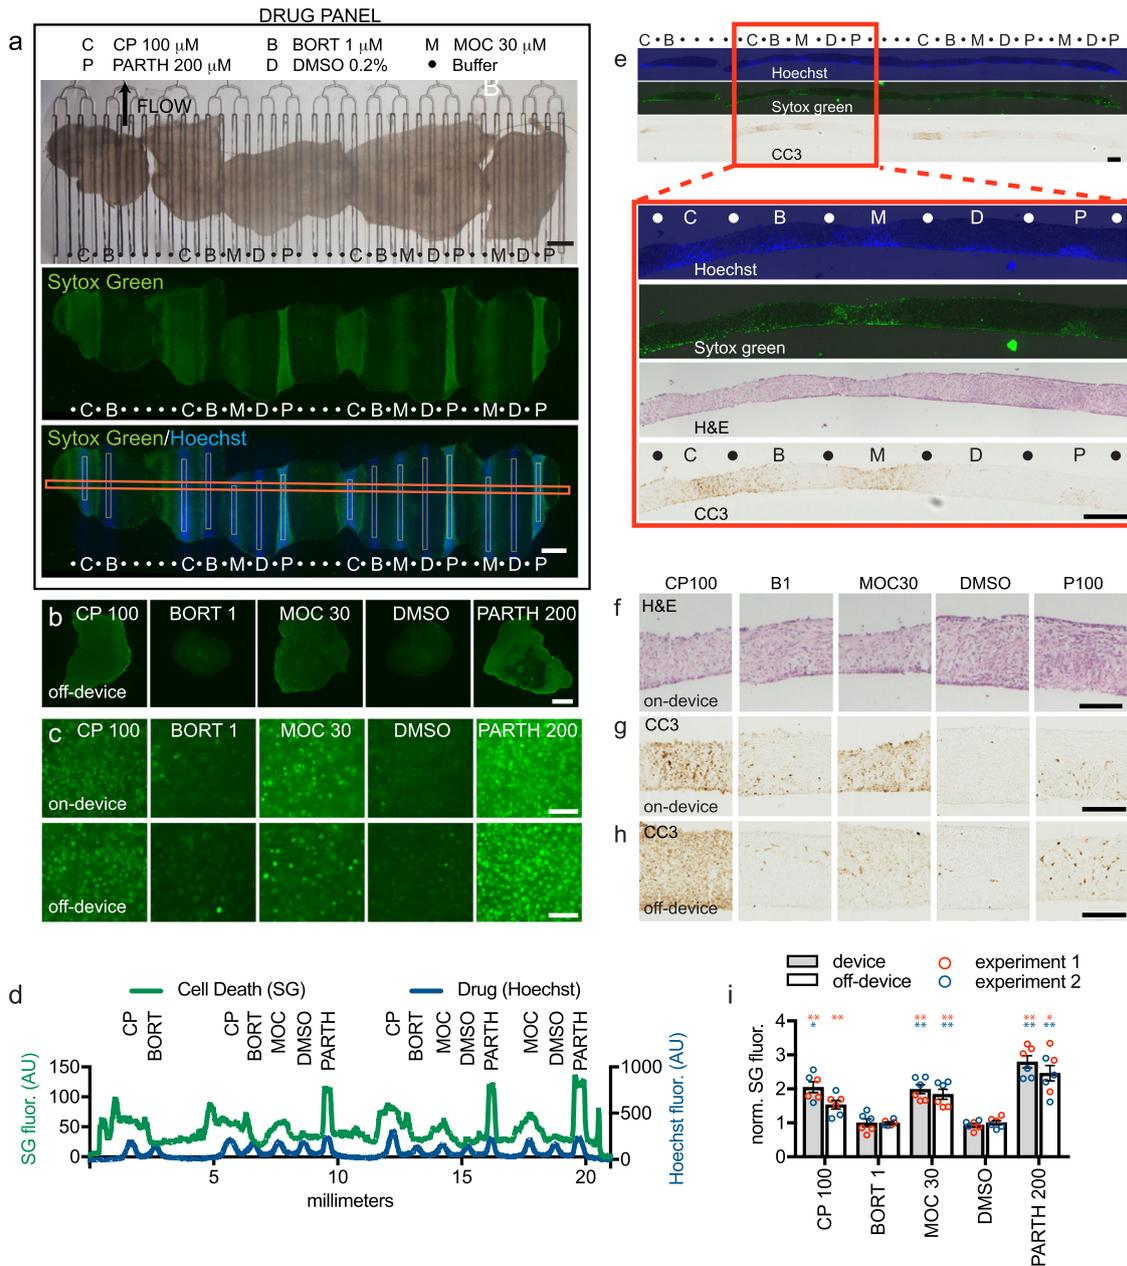 DRUG PANEL
a
C CP 100 µM B BORT 1 µM M MOC 30 µM
P PARTH 200 µM D DMSO 0.2% • Buffer
B
FLOW
C • B • • • • • C • B • M • D • P • • • • C • B • M • D • P • • M • D • P
Sytox Green
• C • B • • • • • C • B • M • D • P • • • • C • B • M • D • P • • M • D • P
Sytox Green/Hoechst
• C • B • • • • • C • B • M • D • P • • • • C • B • M • D • P • • M • D • P
b
CP 100 BORT 1 MOC 30 DMSO PARTH 200
off-device
c
CP 100 BORT 1 MOC 30 DMSO PARTH 200
on-device
off-device
d
Cell Death (SG) Drug (Hoechst)
CP BORT CP BORT MOC DMSO PARTH CP BORT MOC DMSO PARTH MOC DMSO PARTH
SG fluor. (AU)
150
100
50
0
1000
500
0
Hoechst fluor. (AU)
5 10 15 20
millimeters
e
C • B • • • • • C • B • M • D • P • • • • C • B • M • D • P • • M • D • P
Hoechst
Sytox green
CC3
• C • B • M • D • P •
Hoechst
Sytox green
H&E
• C • B • M • D • P •
CC3
CP100 B1 MOC30 DMSO P100
f
H&E
on-device
g
CC3
on-device
h
CC3
off-device
i
device experiment 1
off-device experiment 2
norm. SG fluor.
4
3
2
1
0
** ** ** ** ** *
* ** ** ** **
CP 100
BORT 1
MOC 30
DMSO
PARTH 200